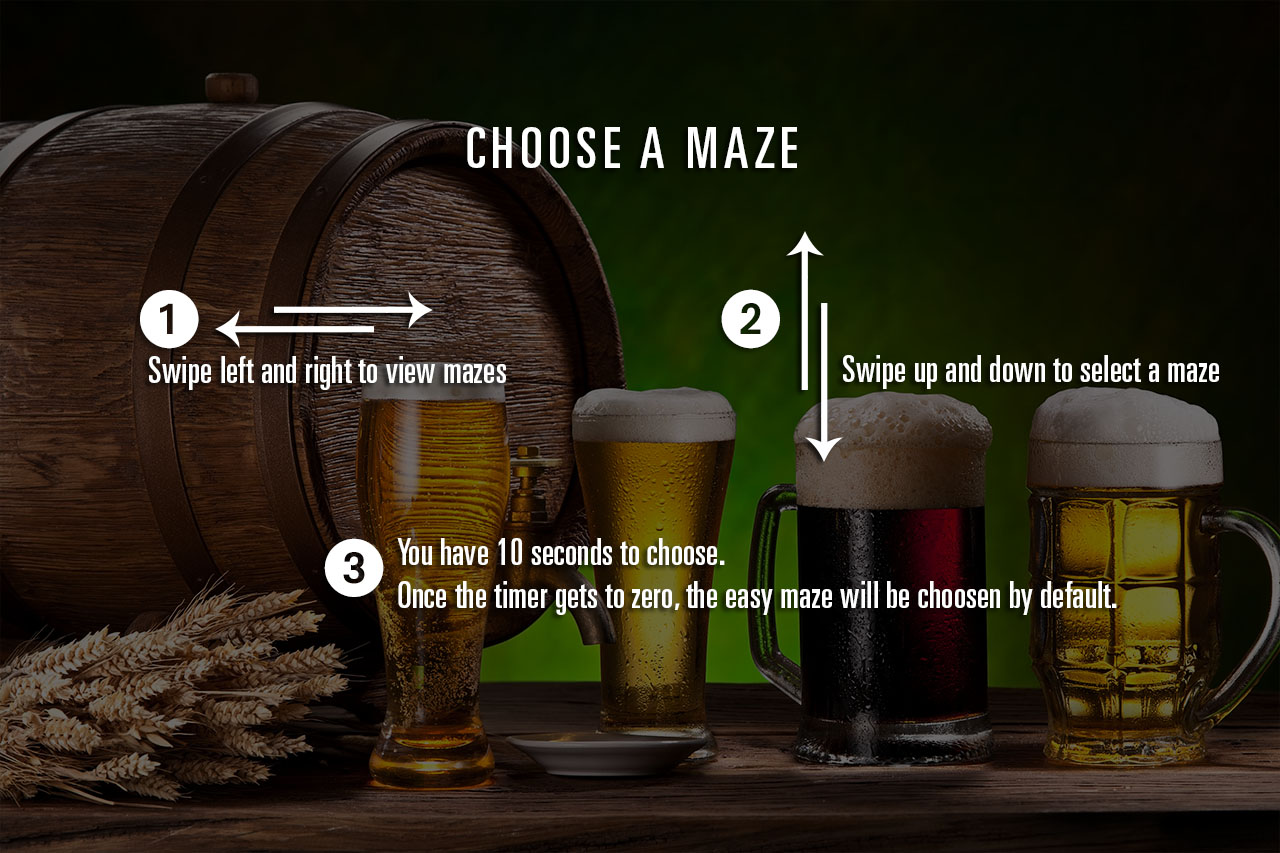 CHOOSE A MAZE
1
Swipe left and right to view mazes
2
Swipe up and down to select a maze
3
You have 10 seconds to choose.
Once the timer gets to zero, the easy maze will be choosen by default.